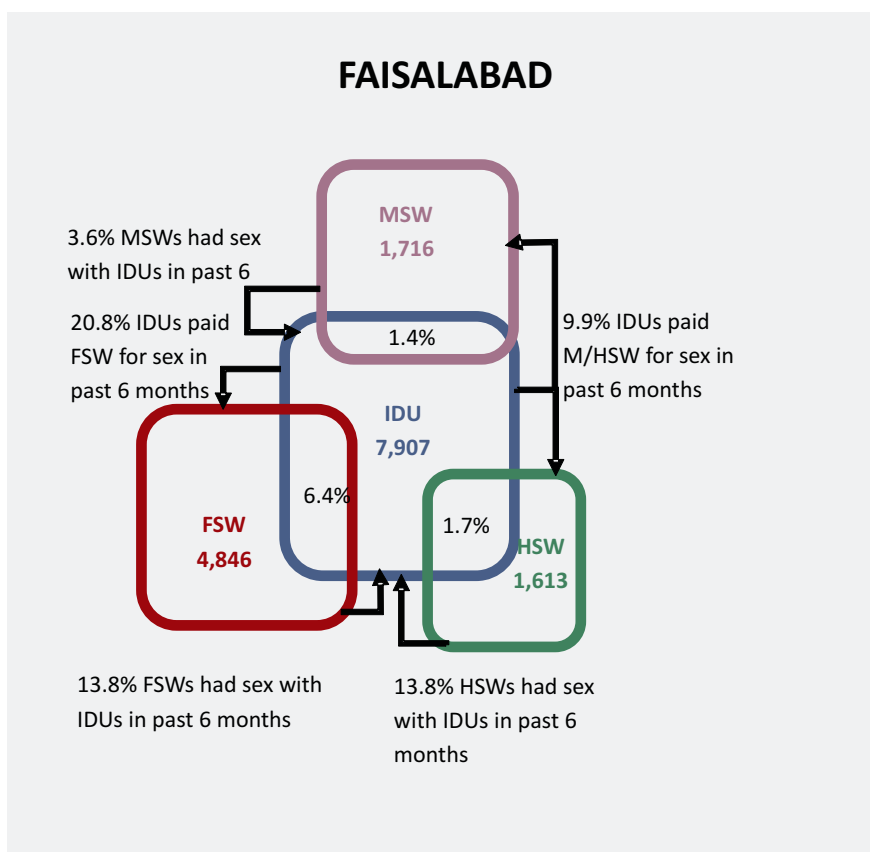 FAISALABAD
MSW
1,716
3.6% MSWs had sex
with IDUs in past 6
20.8% IDUs paid
FSW for sex in
past 6 months
9.9% IDUs paid
M/HSW for sex in
past 6 months
1.4%
IDU
7,907
6.4%
FSW
4,846
1.7%
HSW
1,613
13.8% FSWs had sex with
IDUs in past 6 months
13.8% HSWs had sex
with IDUs in past 6
months